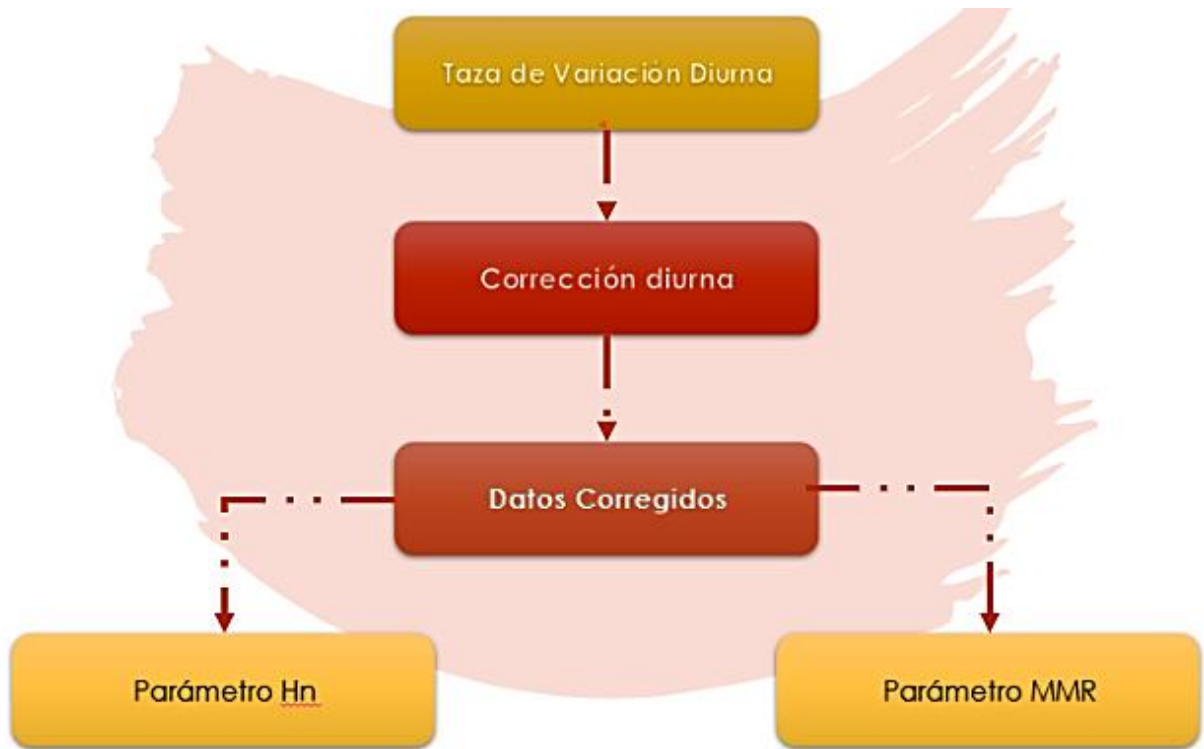 Taza de Variación Diurna
Corrección diurna
Datos Corregidos
Parámetro Hn
Parámetro MMR